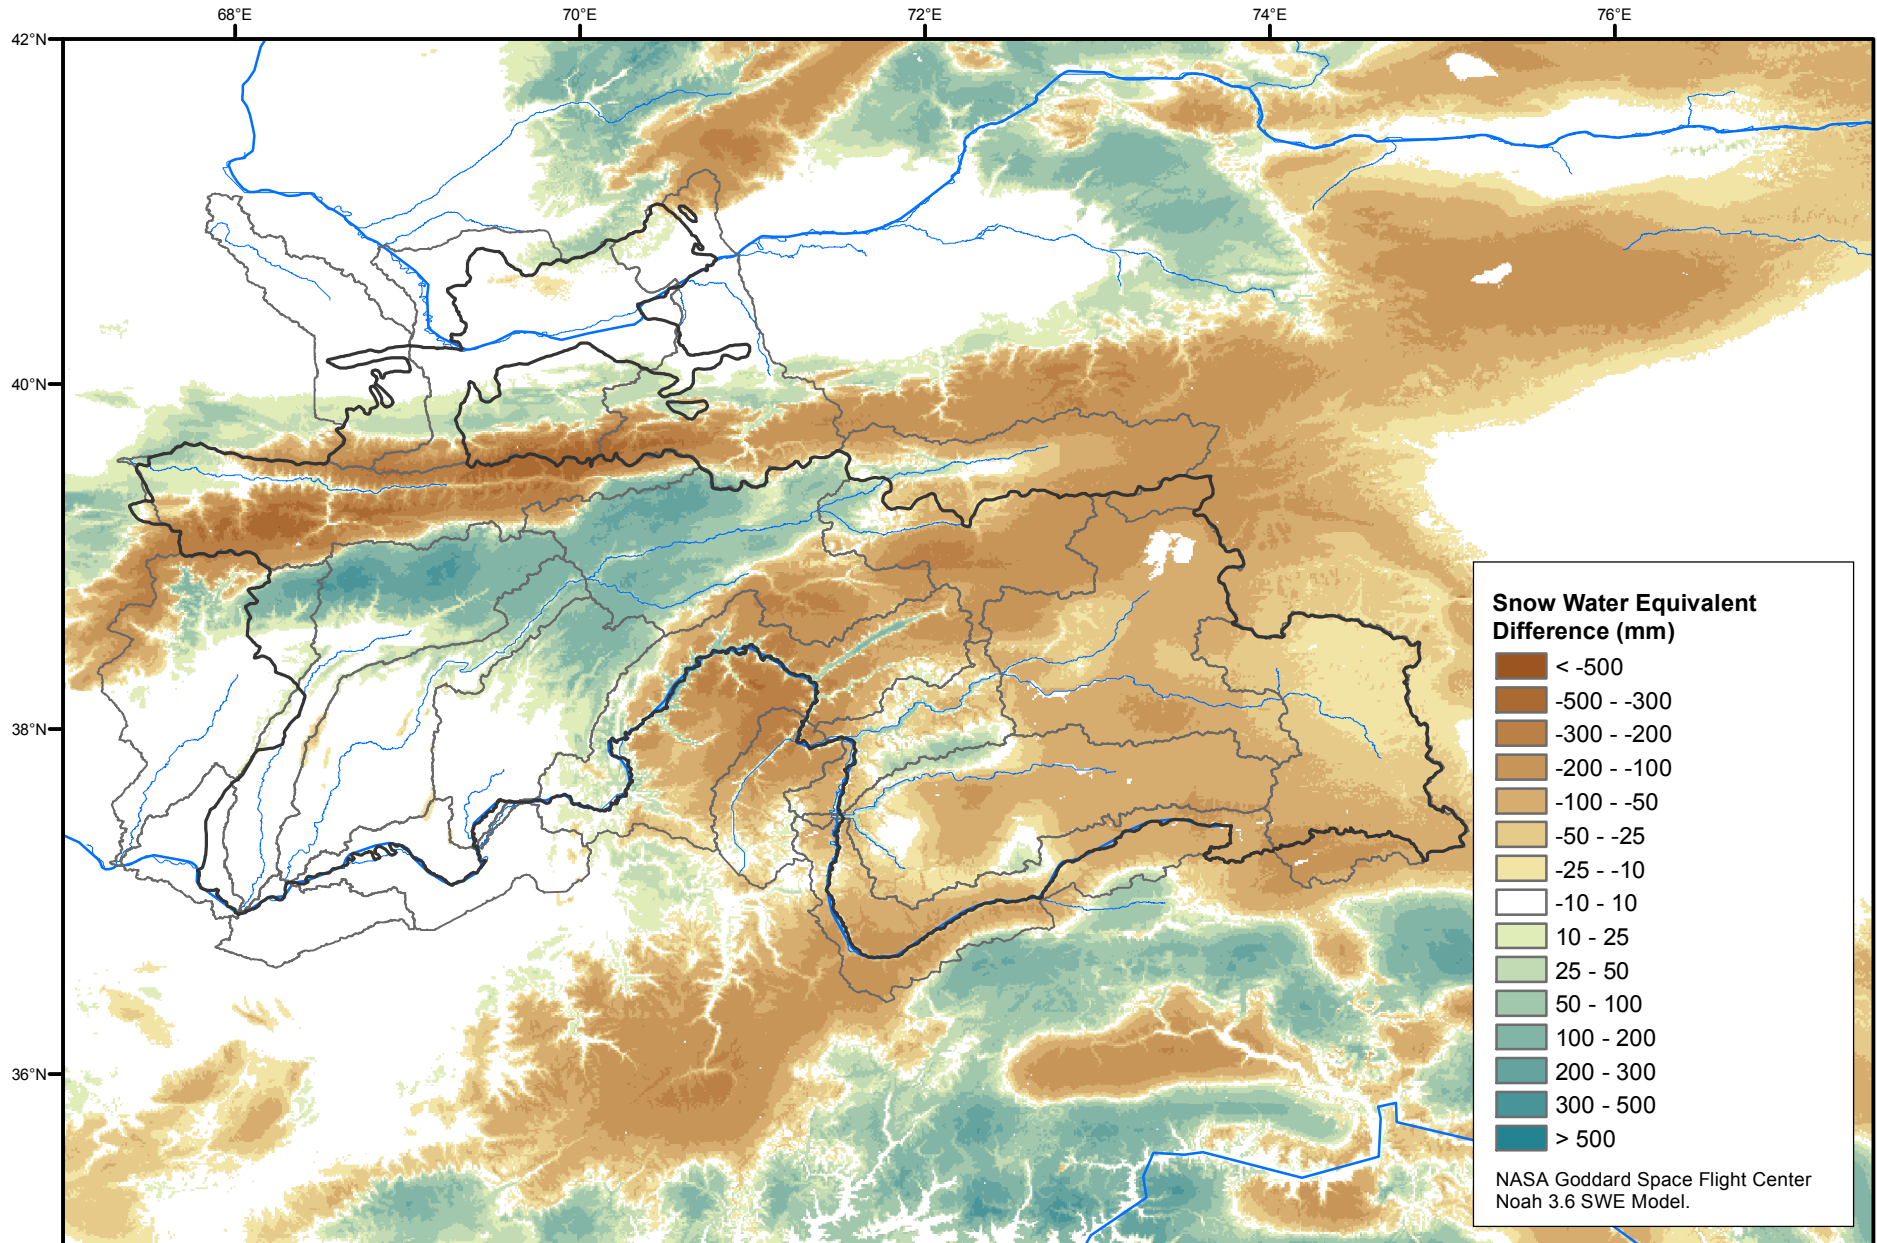 68°E
70°E
72°E
74°E
76°E
42°N
40°N
38°N
36°N
Snow Water Equivalent
Difference (mm)
< -500
-500 - -300
-300 - -200
-200 - -100
-100 - -50
-50 - -25
-25 - -10
-10 - 10
10 - 25
25 - 50
50 - 100
100 - 200
200 - 300
300 - 500
> 500
NASA Goddard Space Flight Center
Noah 3.6 SWE Model.